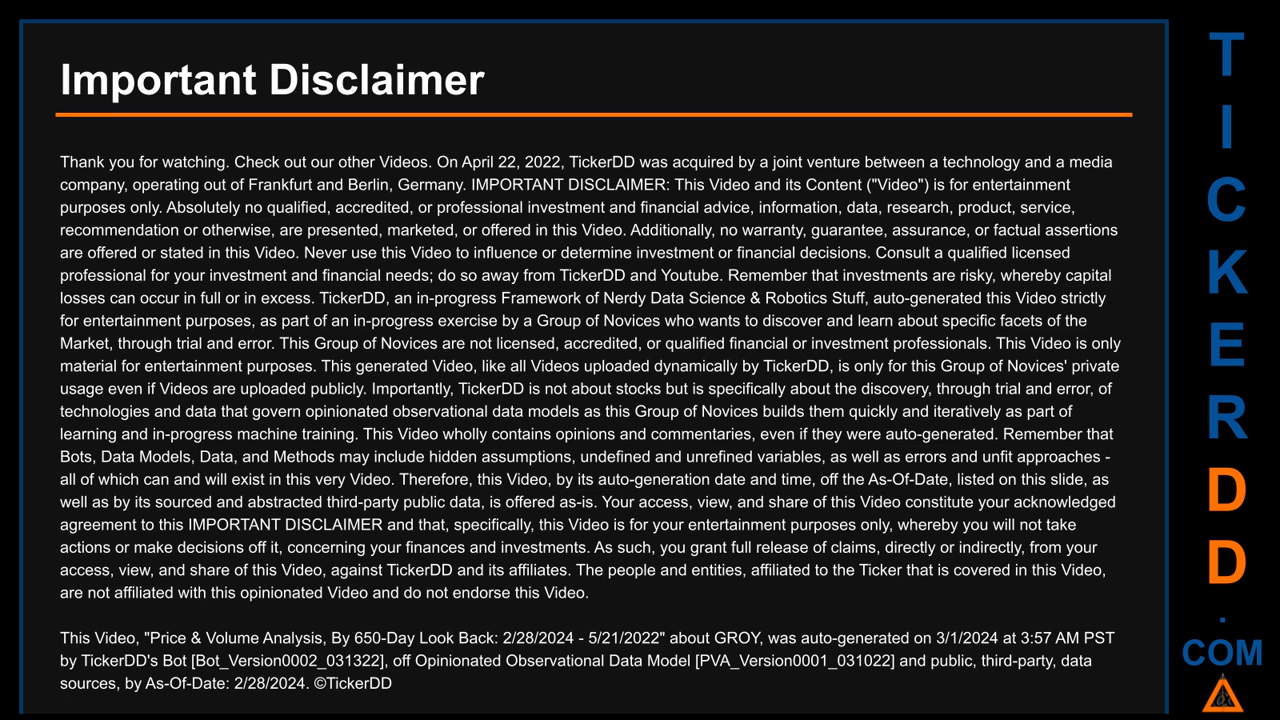 Important Disclaimer
Thank you for watching. Check out our other Videos. On April 22, 2022, TickerDD was acquired by a joint venture between a technology and a media
company, operating out of Frankfurt and Berlin, Germany. IMPORTANT DISCLAIMER: This Video and its Content ("Video") is for entertainment
purposes only. Absolutely no qualified, accredited, or professional investment and financial advice, information, data, research, product, service,
recommendation or otherwise, are presented, marketed, or offered in this Video. Additionally, no warranty, guarantee, assurance, or factual assertions
are offered or stated in this Video. Never use this Video to influence or determine investment or financial decisions. Consult a qualified licensed
professional for your investment and financial needs; do so away from TickerDD and Youtube. Remember that investments are risky, whereby capital
losses can occur in full or in excess. TickerDD, an in-progress Framework of Nerdy Data Science & Robotics Stuff, auto-generated this Video strictly
for entertainment purposes, as part of an in-progress exercise by a Group of Novices who wants to discover and learn about specific facets of the
Market, through trial and error. This Group of Novices are not licensed, accredited, or qualified financial or investment professionals. This Video is only
material for entertainment purposes. This generated Video, like all Videos uploaded dynamically by TickerDD, is only for this Group of Novices' private
usage even if Videos are uploaded publicly. Importantly, TickerDD is not about stocks but is specifically about the discovery, through trial and error, of
technologies and data that govern opinionated observational data models as this Group of Novices builds them quickly and iteratively as part of
learning and in-progress machine training. This Video wholly contains opinions and commentaries, even if they were auto-generated. Remember that
Bots, Data Models, Data, and Methods may include hidden assumptions, undefined and unrefined variables, as well as errors and unfit approaches -
all of which can and will exist in this very Video. Therefore, this Video, by its auto-generation date and time, off the As-Of-Date, listed on this slide, as
well as by its sourced and abstracted third-party public data, is offered as-is. Your access, view, and share of this Video constitute your acknowledged
agreement to this IMPORTANT DISCLAIMER and that, specifically, this Video is for your entertainment purposes only, whereby you will not take
actions or make decisions off it, concerning your finances and investments. As such, you grant full release of claims, directly or indirectly, from your
access, view, and share of this Video, against TickerDD and its affiliates. The people and entities, affiliated to the Ticker that is covered in this Video,
are not affiliated with this opinionated Video and do not endorse this Video.
This Video, "Price & Volume Analysis, By 650-Day Look Back: 2/28/2024 - 5/21/2022" about GROY, was auto-generated on 3/1/2024 at 3:57 AM PST
by TickerDD's Bot [Bot_Version0002_031322], off Opinionated Observational Data Model [PVA_Version0001_031022] and public, third-party, data
sources, by As-Of-Date: 2/28/2024. ©TickerDD
T
I
C
K
E
R
D
D
.
COM